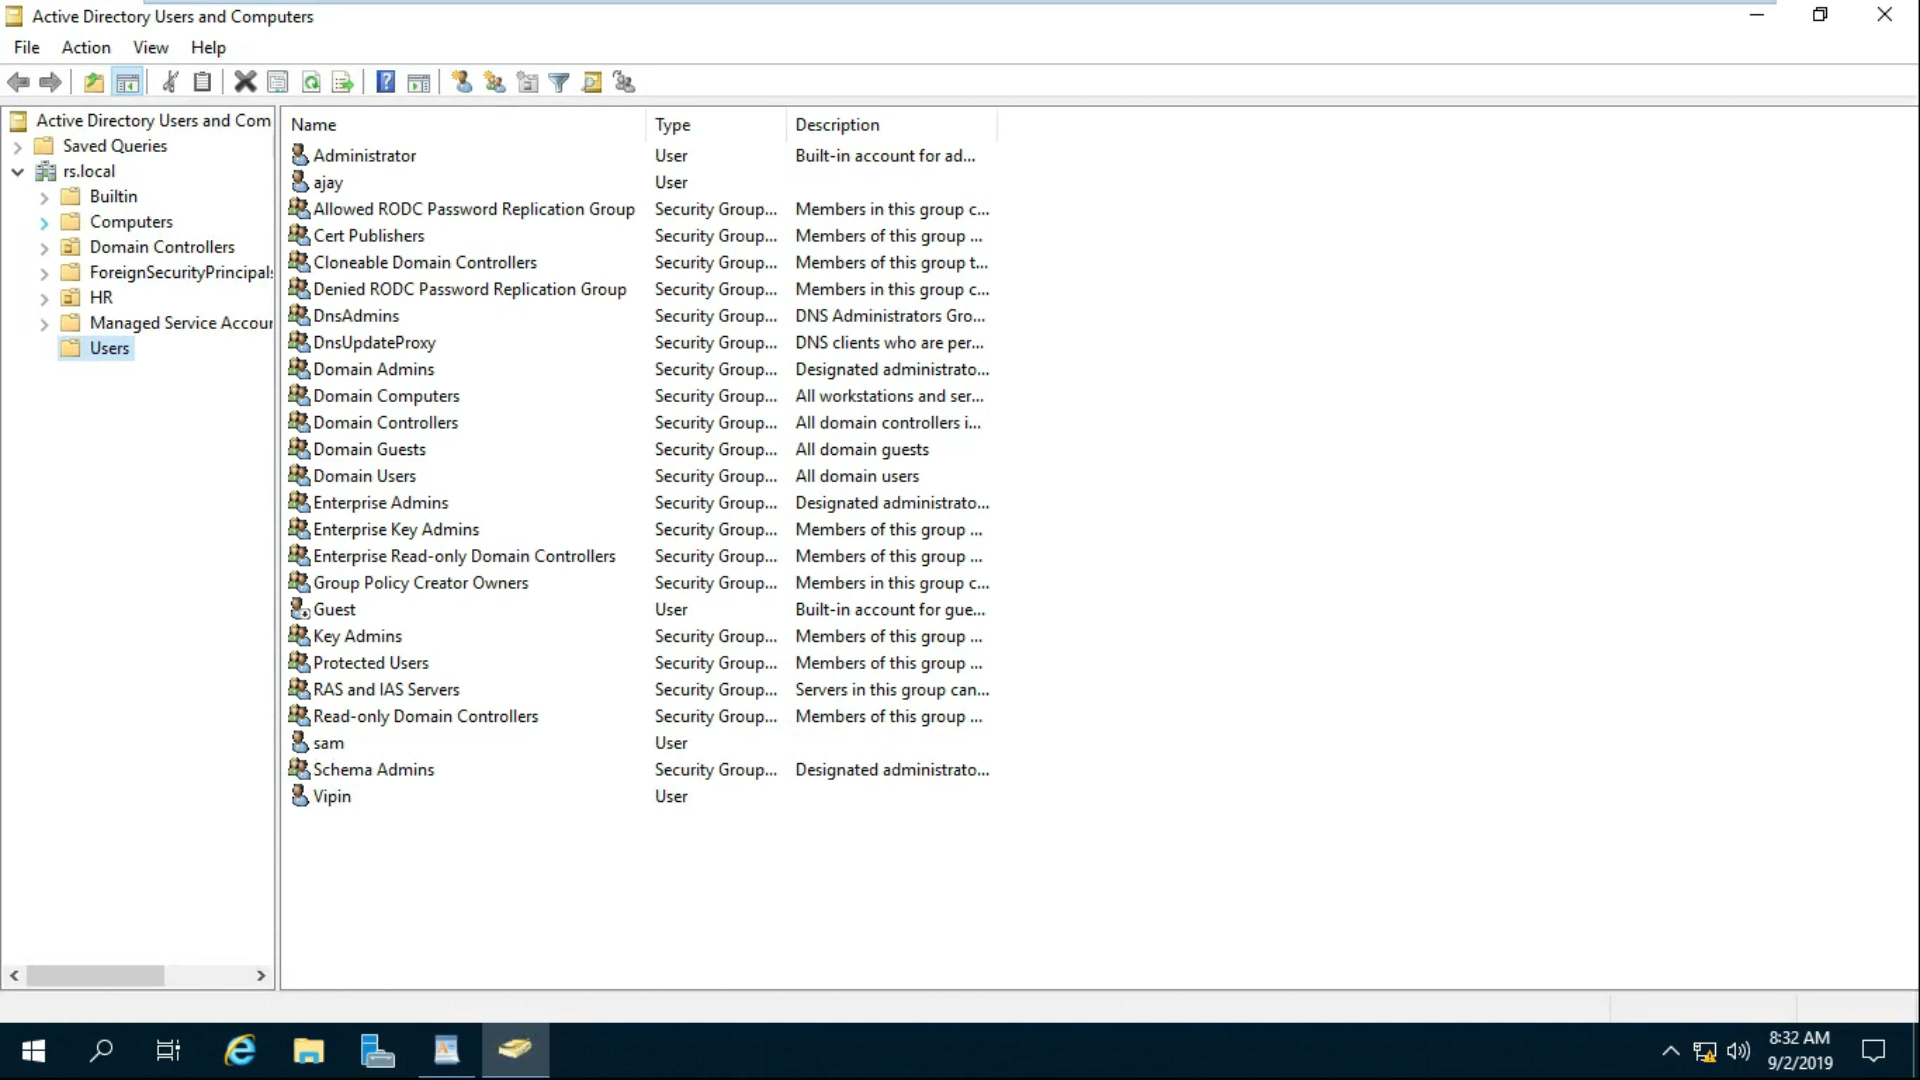 Active Directory Users and Computers
File Action View Help
Active Directory Users and Com
Saved Queries
rs.local
Builtin
Computers
Domain Controllers
ForeignSecurityPrincipals
HR
Managed Service Accour
Users
Name Type Description
Administrator User Built-in account for ad...
ajay User
Allowed RODC Password Replication Group Security Group... Members in this group c...
Cert Publishers Security Group... Members of this group ...
Cloneable Domain Controllers Security Group... Members of this group t...
Denied RODC Password Replication Group Security Group... Members in this group c...
DnsAdmins Security Group... DNS Administrators Gro...
DnsUpdateProxy Security Group... DNS clients who are per...
Domain Admins Security Group... Designated administrato...
Domain Computers Security Group... All workstations and ser...
Domain Controllers Security Group... All domain controllers i...
Domain Guests Security Group... All domain guests
Domain Users Security Group... All domain users
Enterprise Admins Security Group... Designated administrato...
Enterprise Key Admins Security Group... Members of this group ...
Enterprise Read-only Domain Controllers Security Group... Members of this group ...
Group Policy Creator Owners Security Group... Members in this group c...
Guest User Built-in account for gue...
Key Admins Security Group... Members of this group ...
Protected Users Security Group... Members of this group ...
RAS and IAS Servers Security Group... Servers in this group can...
Read-only Domain Controllers Security Group... Members of this group ...
sam User
Schema Admins Security Group... Designated administrato...
Vipin User
8:32 AM
9/2/2019